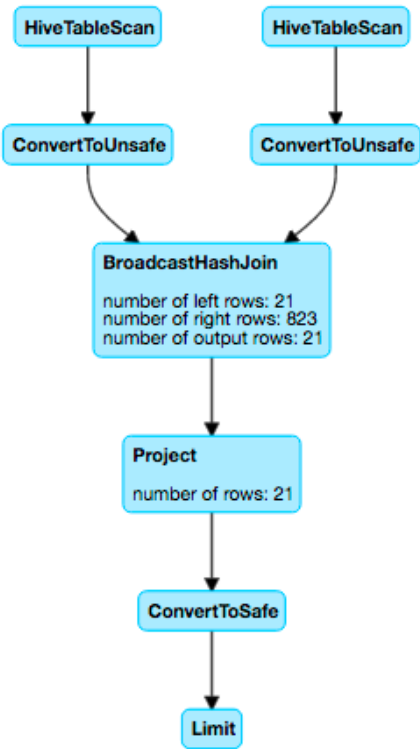 HiveTableScan
HiveTableScan
ConvertToUnsafe
ConvertToUnsafe
BroadcastHashJoin
number of left rows: 21
number of right rows: 823
number of output rows: 21
Project
number of rows: 21
ConvertToSafe
Limit